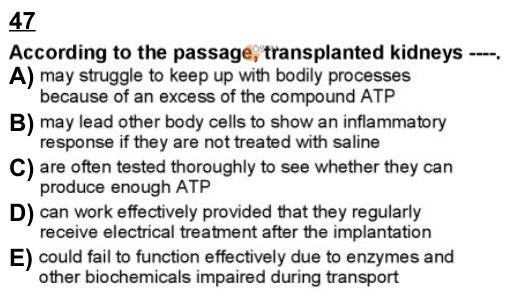 47
According to the passage, transplanted kidneys ----.
A) may struggle to keep up with bodily processes
because of an excess of the compound ATP
B) may lead other body cells to show an inflammatory
response if they are not treated with saline
C) are often tested thoroughly to see whether they can
produce enough ATP
D) can work effectively provided that they regularly
receive electrical treatment after the implantation
E) could fail to function effectively due to enzymes and
other biochemicals impaired during transport